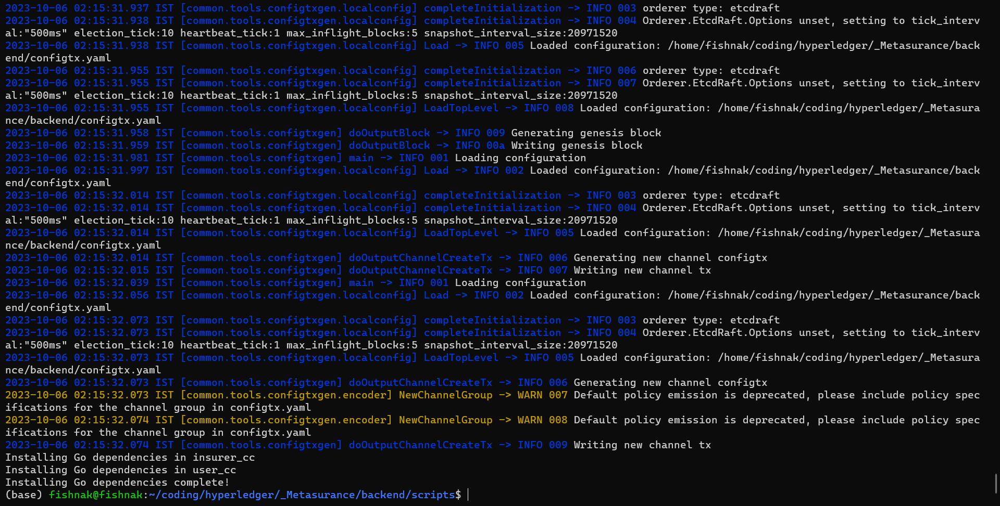 2023-10-06 02:15:31.937 IST [common.tools.configtxgen.localconfig] completeInitialization -> INFO 003 orderer type: etcdraft
2023-10-06 02:15:31.938 IST [common.tools.configtxgen.localconfig] completeInitialization -> INFO 004 Orderer.EtcdRaft.Options unset, setting to tick_interv
al:"500ms" election_tick:10 heartbeat_tick:1 max_inflight_blocks:5 snapshot_interval_size:20971520
2023-10-06 02:15:31.938 IST [common.tools.configtxgen.localconfig] Load -> INFO 005 Loaded configuration: /home/fishnak/coding/hyperledger/_Metasurance/back
end/configtx.yaml
2023-10-06 02:15:31.955 IST [common.tools.configtxgen.localconfig] completeInitialization -> INFO 006 orderer type: etcdraft
2023-10-06 02:15:31.955 IST [common.tools.configtxgen.localconfig] completeInitialization -> INFO 007 Orderer.EtcdRaft.Options unset, setting to tick_interv
al:"500ms" election_tick:10 heartbeat_tick:1 max_inflight_blocks:5 snapshot_interval_size:20971520
2023-10-06 02:15:31.955 IST [common.tools.configtxgen.localconfig] LoadTopLevel -> INFO 008 Loaded configuration: /home/fishnak/coding/hyperledger/_Metasura
nce/backend/configtx.yaml
2023-10-06 02:15:31.958 IST [common.tools.configtxgen] doOutputBlock -> INFO 009 Generating genesis block
2023-10-06 02:15:31.959 IST [common.tools.configtxgen] doOutputBlock -> INFO 00a Writing genesis block
2023-10-06 02:15:31.981 IST [common.tools.configtxgen] main -> INFO 001 Loading configuration
2023-10-06 02:15:31.997 IST [common.tools.configtxgen.localconfig] Load -> INFO 002 Loaded configuration: /home/fishnak/coding/hyperledger/_Metasurance/back
end/configtx.yaml
2023-10-06 02:15:32.014 IST [common.tools.configtxgen.localconfig] completeInitialization -> INFO 003 orderer type: etcdraft
2023-10-06 02:15:32.014 IST [common.tools.configtxgen.localconfig] completeInitialization -> INFO 004 Orderer.EtcdRaft.Options unset, setting to tick_interv
al:"500ms" election_tick:10 heartbeat_tick:1 max_inflight_blocks:5 snapshot_interval_size:20971520
2023-10-06 02:15:32.014 IST [common.tools.configtxgen.localconfig] LoadTopLevel -> INFO 005 Loaded configuration: /home/fishnak/coding/hyperledger/_Metasura
nce/backend/configtx.yaml
2023-10-06 02:15:32.014 IST [common.tools.configtxgen] doOutputChannelCreateTx -> INFO 006 Generating new channel configtx
2023-10-06 02:15:32.015 IST [common.tools.configtxgen] doOutputChannelCreateTx -> INFO 007 Writing new channel tx
2023-10-06 02:15:32.039 IST [common.tools.configtxgen] main -> INFO 001 Loading configuration
2023-10-06 02:15:32.056 IST [common.tools.configtxgen.localconfig] Load -> INFO 002 Loaded configuration: /home/fishnak/coding/hyperledger/_Metasurance/back
end/configtx.yaml
2023-10-06 02:15:32.073 IST [common.tools.configtxgen.localconfig] completeInitialization -> INFO 003 orderer type: etcdraft
2023-10-06 02:15:32.073 IST [common.tools.configtxgen.localconfig] completeInitialization -> INFO 004 Orderer.EtcdRaft.Options unset, setting to tick_interv
al:"500ms" election_tick:10 heartbeat_tick:1 max_inflight_blocks:5 snapshot_interval_size:20971520
2023-10-06 02:15:32.073 IST [common.tools.configtxgen.localconfig] LoadTopLevel -> INFO 005 Loaded configuration: /home/fishnak/coding/hyperledger/_Metasura
nce/backend/configtx.yaml
2023-10-06 02:15:32.073 IST [common.tools.configtxgen] doOutputChannelCreateTx -> INFO 006 Generating new channel configtx
2023-10-06 02:15:32.073 IST [common.tools.configtxgen.encoder] NewChannelGroup -> WARN 007 Default policy emission is deprecated, please include policy spec
ifications for the channel group in configtx.yaml
2023-10-06 02:15:32.074 IST [common.tools.configtxgen.encoder] NewChannelGroup -> WARN 008 Default policy emission is deprecated, please include policy spec
ifications for the channel group in configtx.yaml
2023-10-06 02:15:32.074 IST [common.tools.configtxgen] doOutputChannelCreateTx -> INFO 009 Writing new channel tx
Installing Go dependencies in insurer_cc
Installing Go dependencies in user_cc
Installing Go dependencies complete!
(base) fishnak@fishnak:~/coding/hyperledger/_Metasurance/backend/scripts$